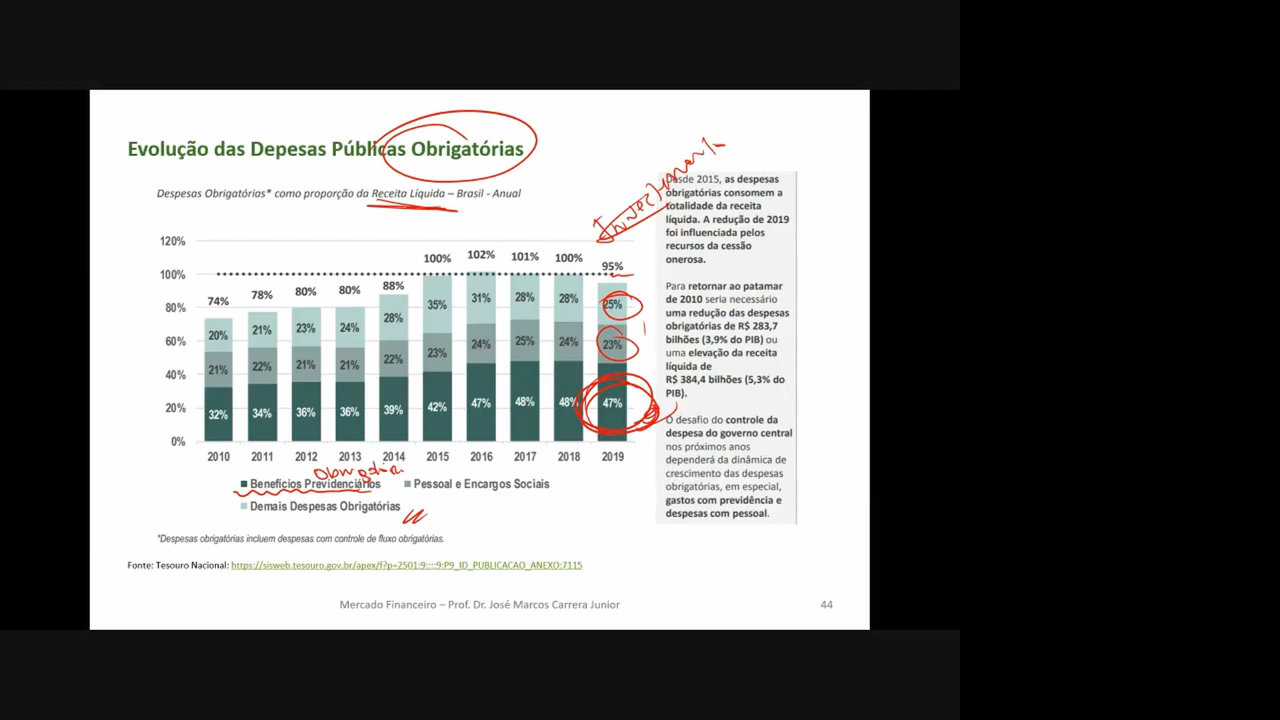 Evolução das Depesas Públicas Obrigatórias
Despesas Obrigatórias* como proporção da Receita Líquida – Brasil - Anual
120%
100%
80%
60%
40%
20%
0%
74% 78% 80% 80% 88% 100% 102% 101% 100% 95%
20% 21% 23% 24% 28% 35% 31% 28% 28% 25%
21% 22% 21% 21% 22% 23% 24% 25% 24% 23%
32% 34% 36% 36% 39% 42% 47% 48% 48% 47%
2010 2011 2012 2013 2014 2015 2016 2017 2018 2019
Benefícios Previdenciários Pessoal e Encargos Sociais
Demais Despesas Obrigatórias
*Despesas obrigatórias incluem despesas com controle de fluxo obrigatórias.
Desde 2015, as despesas
obrigatórias consomem a
totalidade da receita
líquida. A redução de 2019
foi influenciada pelos
recursos da cessão
onerosa.
Para retornar ao patamar
de 2010 seria necessário
uma redução das despesas
obrigatórias de R$ 283,7
bilhões (3,9% do PIB) ou
uma elevação da receita
líquida de
R$ 384,4 bilhões (5,3% do
PIB).
O desafio do controle da
despesa do governo central
nos próximos anos
dependerá da dinâmica de
crescimento das despesas
obrigatórias, em especial,
gastos com previdência e
despesas com pessoal.
Fonte: Tesouro Nacional: https://sisweb.tesouro.gov.br/apex/f?p=2501:9::::9:P9_ID_PUBLICACAO_ANEXO:7115
Mercado Financeiro – Prof. Dr. José Marcos Carrera Junior 44